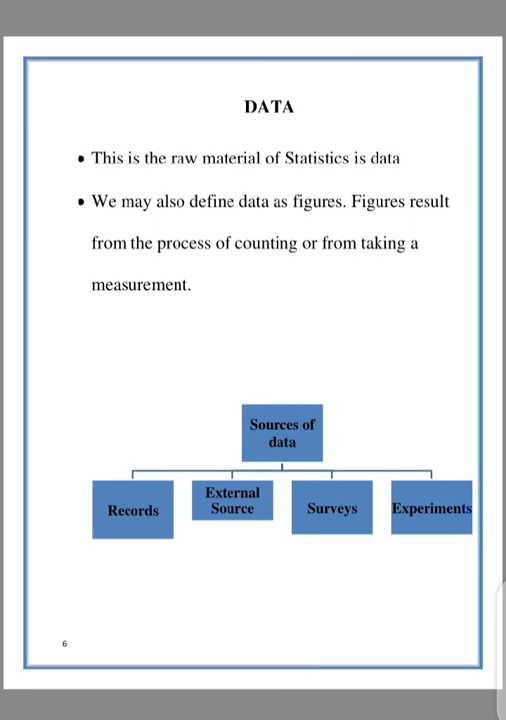 DATA
• This is the raw material of Statistics is data
• We may also define data as figures. Figures result
from the process of counting or from taking a
measurement.
Sources of
data
Records
External
Source
Surveys
Experiments
6